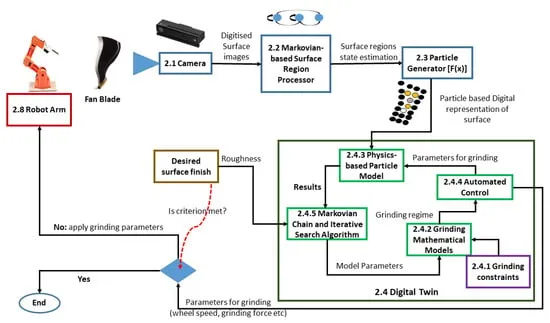 Digitised
Surface
images
2.1 Camera
2.2 Markovian-
based Surface
Region
Processor
Surface regions
state estimation
2.3 Particle
Generator [F(x)]
Fan Blade
2.8 Robot Arm
Particle based Digital
representation of
surface
Desired
surface finish
Roughness
2.4.3 Physics-
based Particle
Model
Parameters for grinding
2.4.4 Automated
Control
Results
Is criterion met?
Grinding regime
2.4.5 Markovian
Chain and Iterative
Search Algorithm
2.4.2 Grinding
Mathematical
Models
No: apply grinding parameters
Model Parameters
2.4.1 Grinding
constraints
Yes
2.4 Digital Twin
End
Parameters for grinding
(wheel speed, grinding force etc)